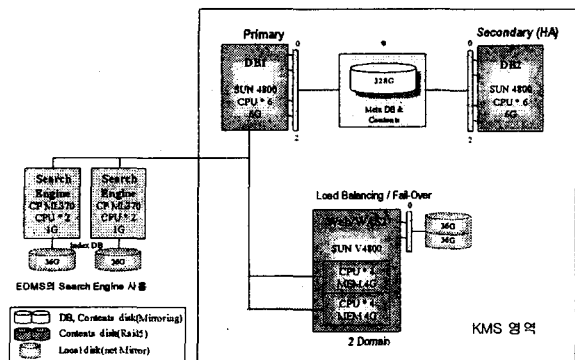 Primary
Secondary (HA)
0
0
0
DB1
SUN 4800
CPU * 6
6G
2
328G
Meta DB &
Contents
DB2
SUN 4800
CPU * 6
6G
2
Search
Engine
CP ML370
CPU * 2
1G
Search
Engine
CP ML370
CPU * 2
1G
Index DB
36G
36G
EDMS의 Search Engine 사용
Load Balancing / Fail-Over
0
SUN V4800
CPU * 4
MEM 4G
CPU * 4
MEM 4G
36G
36G
2 Domain
KMS 영역
DB, Contents disk(Mirroring)
Contents disk(Raid5)
Local disk(not Mirror)